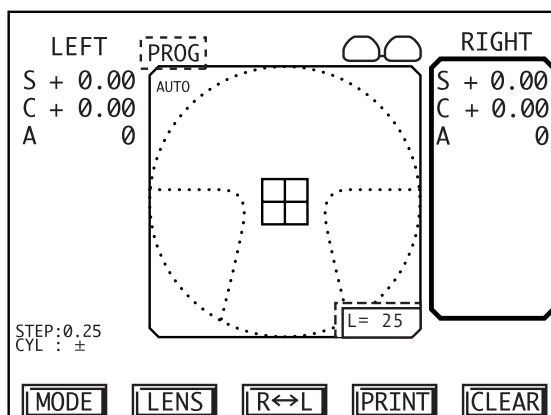 LEFT
PROG
RIGHT
S + 0.00
C + 0.00
A 0
AUTO
S + 0.00
C + 0.00
A 0
L= 25
STEP:0.25
CYL : ±
MODE
LENS
R↔L
PRINT
CLEAR